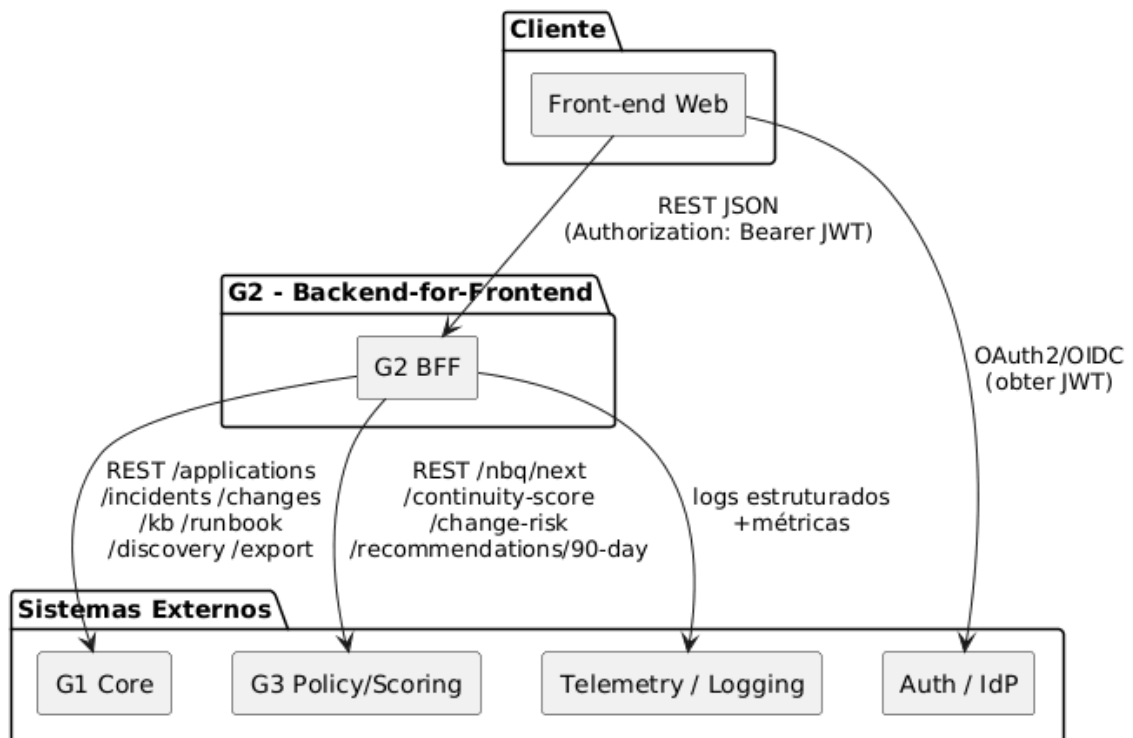 Cliente
Front-end Web
REST JSON
(Authorization: Bearer JWT)
G2 - Backend-for-Frontend
G2 BFF
OAuth2/OIDC
(obter JWT)
REST /applications
/incidents /changes
/kb /runbook
/discovery /export
REST /nbq/next
/continuity-score
/change-risk
/recommendations/90-day
logs estruturados
+métricas
Sistemas Externos
G1 Core
G3 Policy/Scoring
Telemetry / Logging
Auth / IdP